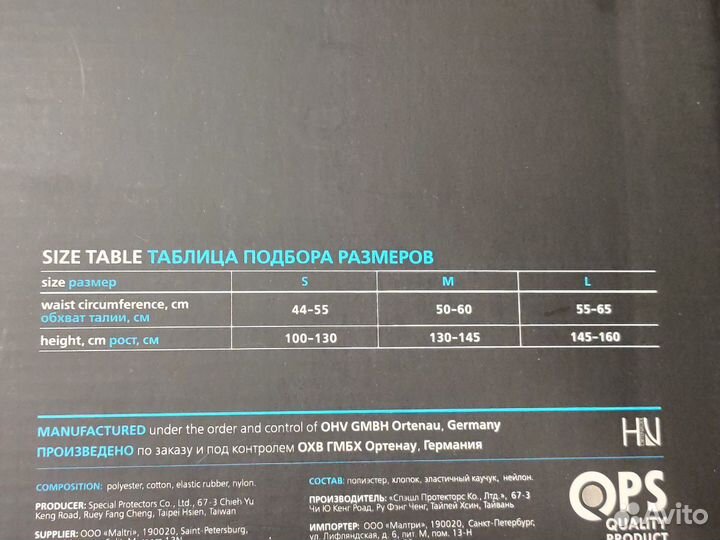 SIZE TABLE ТАБЛИЦА ПОДБОРА РАЗМЕРОВ
size размер S M L
waist circumference, cm 44–55 50–60 55–65
обхват талии, см
height, cm рост, см 100–130 130–145 145–160
MANUFACTURED under the order and control of OHV GMBH Ortenau, Germany
ПРОИЗВЕДЕНО по заказу и под контролем ОХВ ГМБХ Ортенау, Германия
HN
COMPOSITION: polyester, cotton, elastic rubber, nylon.
PRODUCER: Special Protectors Co., Ltd., 67-3 Chieh Yu
Keng Road, Ruey Fang Cheng, Taipei Hsien, Taiwan
SUPPLIER: ООО «Maltri», 190020, Saint-Petersburg,
СОСТАВ: полиэстер, хлопок, эластичный каучук, нейлон.
ПРОИЗВОДИТЕЛЬ: «Спэшл Протекторс Ко., Лтд.», 67-3
Чи Ю Кенг Роад, Ру Фэнг Ченг, Тайпей Хсиен, Тайвань
ИМПОРТЕР: ООО «Малтри», 190020, Санкт-Петербург,
ул. Лифляндская, д. 6, лит М, пом. 13-Н
QPS
QUALITY
PRODUCT
Avito